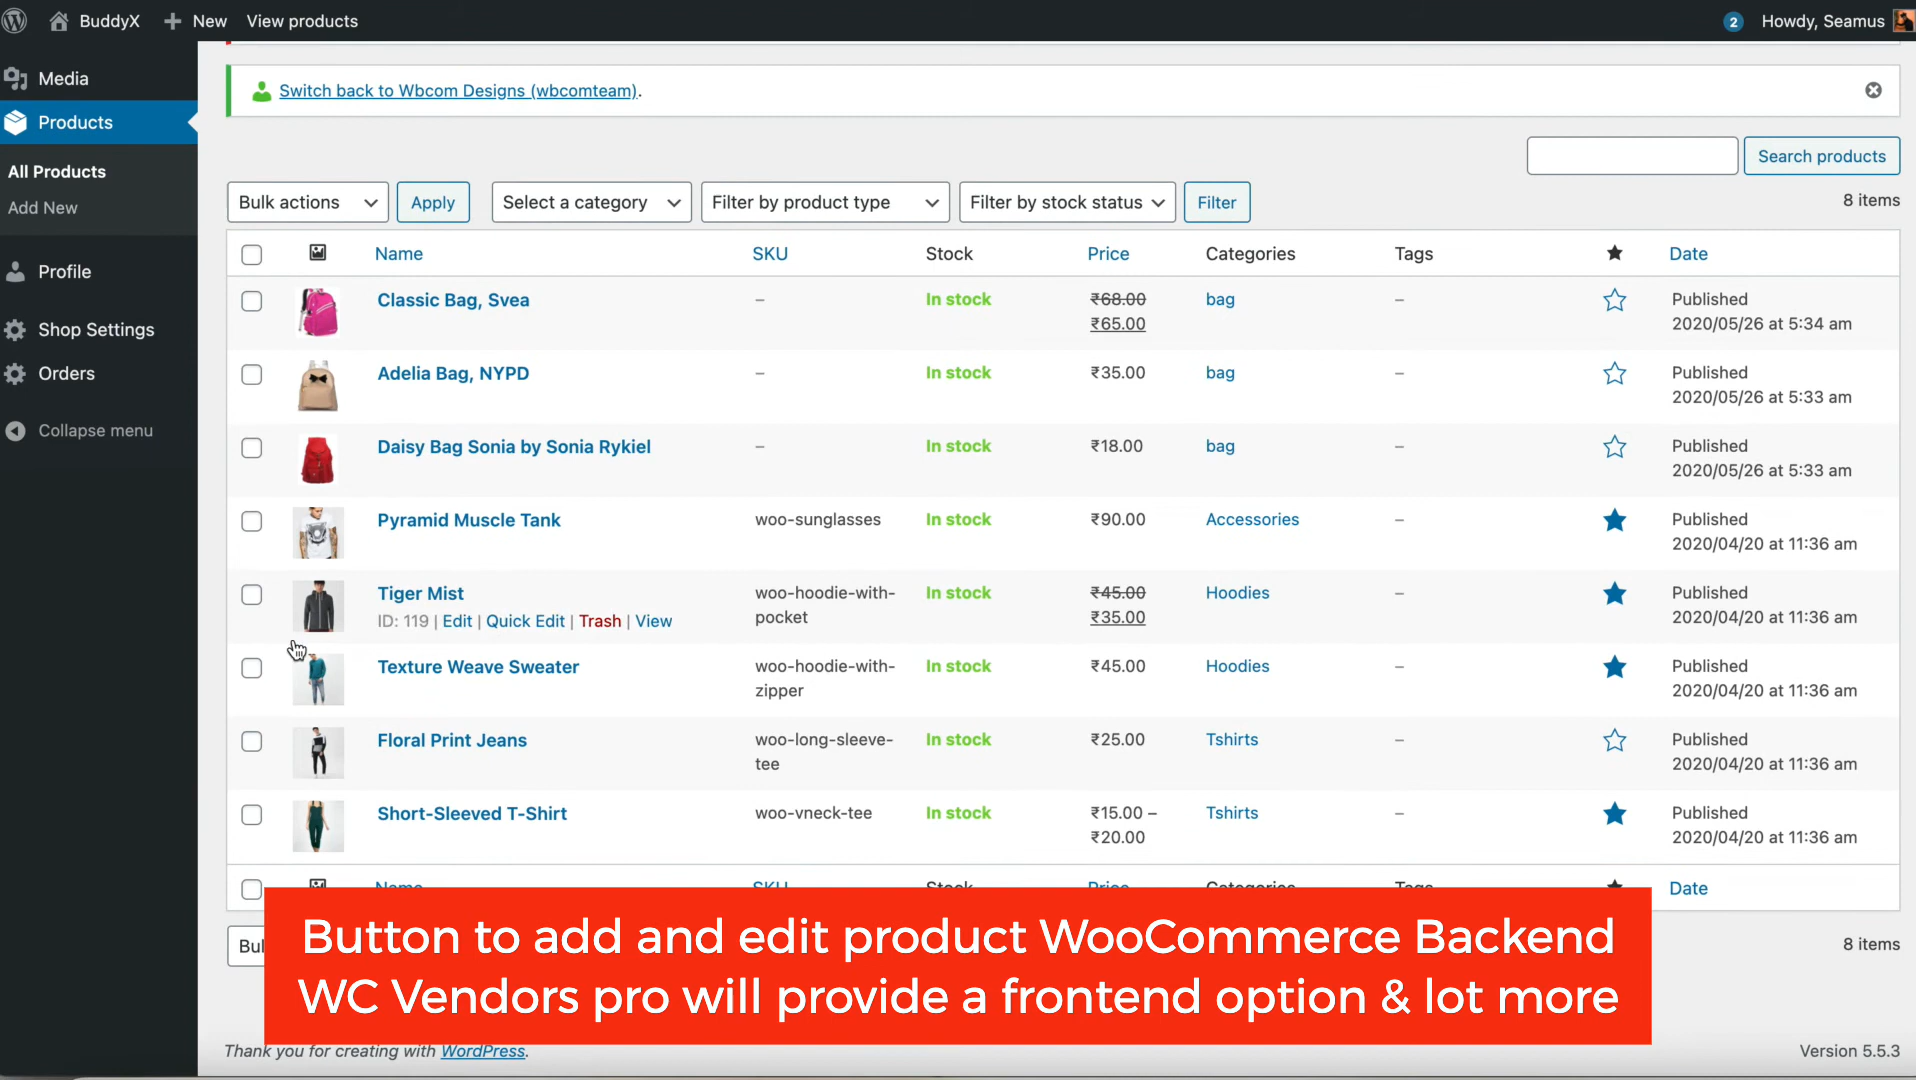 BuddyX
New
View products
2
Howdy, Seamus
Media
Products
All Products
Add New
Profile
Shop Settings
Orders
Collapse menu
Switch back to Wbcom Designs (wbcomteam).
Search products
Bulk actions
Apply
Select a category
Filter by product type
Filter by stock status
Filter
8 items
Name SKU Stock Price Categories Tags Date
Classic Bag, Svea – In stock ₹68.00 bag – Published
₹65.00 2020/05/26 at 5:34 am
Adelia Bag, NYPD – In stock ₹35.00 bag – Published
2020/05/26 at 5:33 am
Daisy Bag Sonia by Sonia Rykiel – In stock ₹18.00 bag – Published
2020/05/26 at 5:33 am
Pyramid Muscle Tank woo-sunglasses In stock ₹90.00 Accessories – Published
2020/04/20 at 11:36 am
Tiger Mist woo-hoodie-with- In stock ₹45.00 Hoodies – Published
ID: 119 | Edit | Quick Edit | Trash | View pocket ₹35.00 2020/04/20 at 11:36 am
Texture Weave Sweater woo-hoodie-with- In stock ₹45.00 Hoodies – Published
zipper 2020/04/20 at 11:36 am
Floral Print Jeans woo-long-sleeve- In stock ₹25.00 Tshirts – Published
tee 2020/04/20 at 11:36 am
Short-Sleeved T-Shirt woo-vneck-tee In stock ₹15.00 – Tshirts Published
₹20.00 2020/04/20 at 11:36 am
Name SKU Stock Price Categories Tags Date
Bul
8 items
Button to add and edit product WooCommerce Backend
WC Vendors pro will provide a frontend option & lot more
Thank you for creating with WordPress.
Version 5.5.3